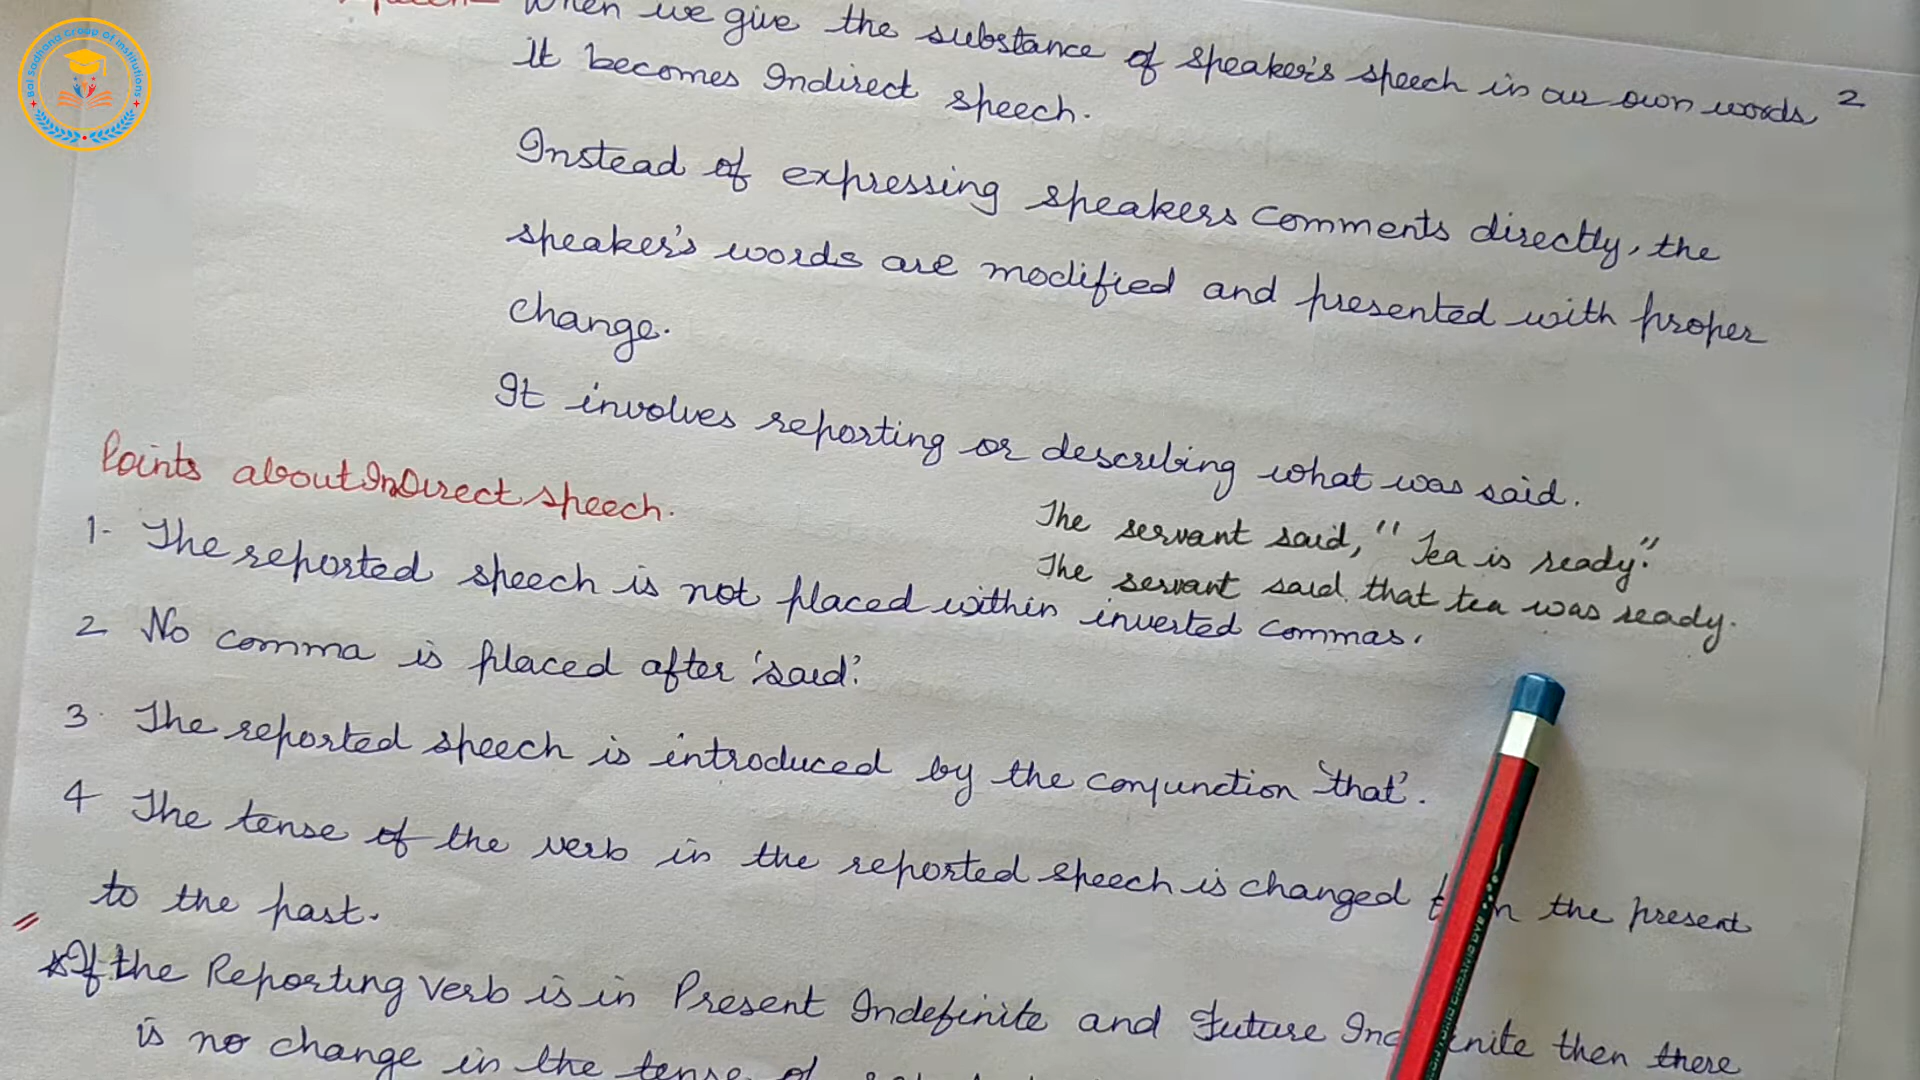 Bal Sadhana Group of Institutions
When we give the substance of speaker's speech in our own words 2
it becomes Indirect speech.
Instead of expressing speakers comments directly, the
speaker's words are modified and presented with proper
change.
It involves reporting or describing what was said.
Points about InDirect speech.
The servant said, "Tea is ready."
The servant said that tea was ready.
1- The reported speech is not placed within inverted commas.
2 No comma is placed after 'said'.
3. The reported speech is introduced by the conjunction 'that'.
4 The tense of the verb in the reported speech is changed the present
to the past.
If the Reporting Verb is in Present Indefinite and Future then there
is no change in the tense of